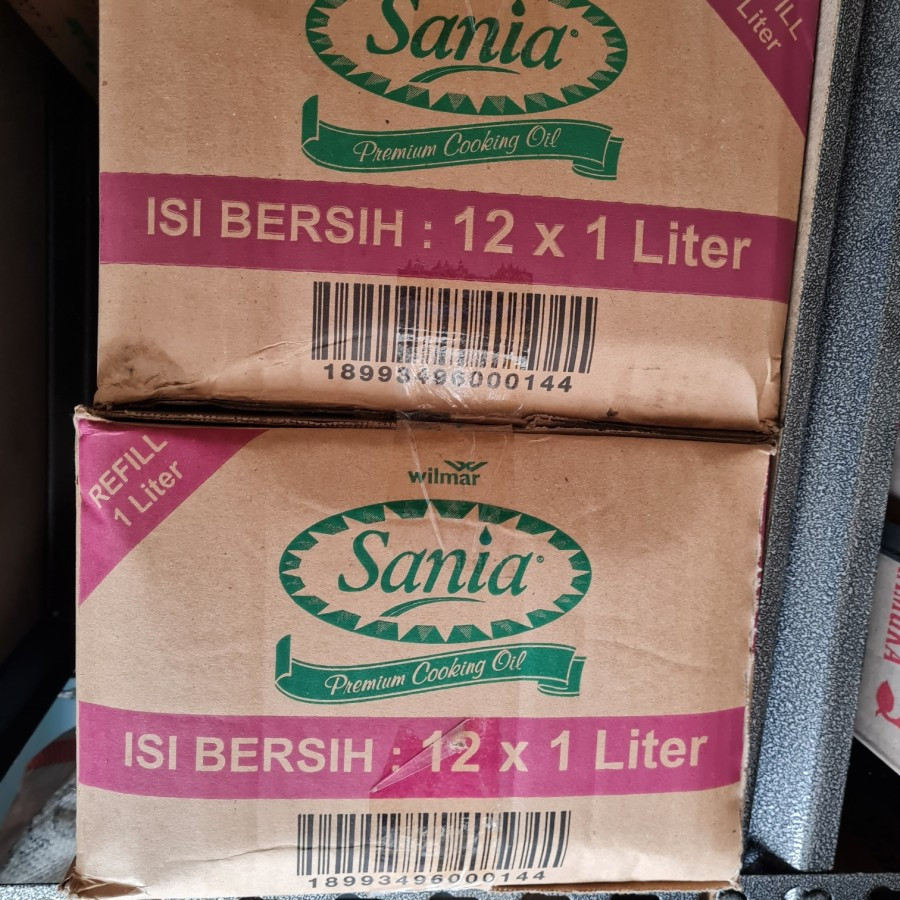 Sania
ILL
Liter
Premium Cooking Oil
ISI BERSIH : 12 x 1 Liter
18993496000144
REFILL
1 Liter
wilmar
Sania
Premium Cooking Oil
ISI BERSIH : 12 x 1 Liter
18993496000144